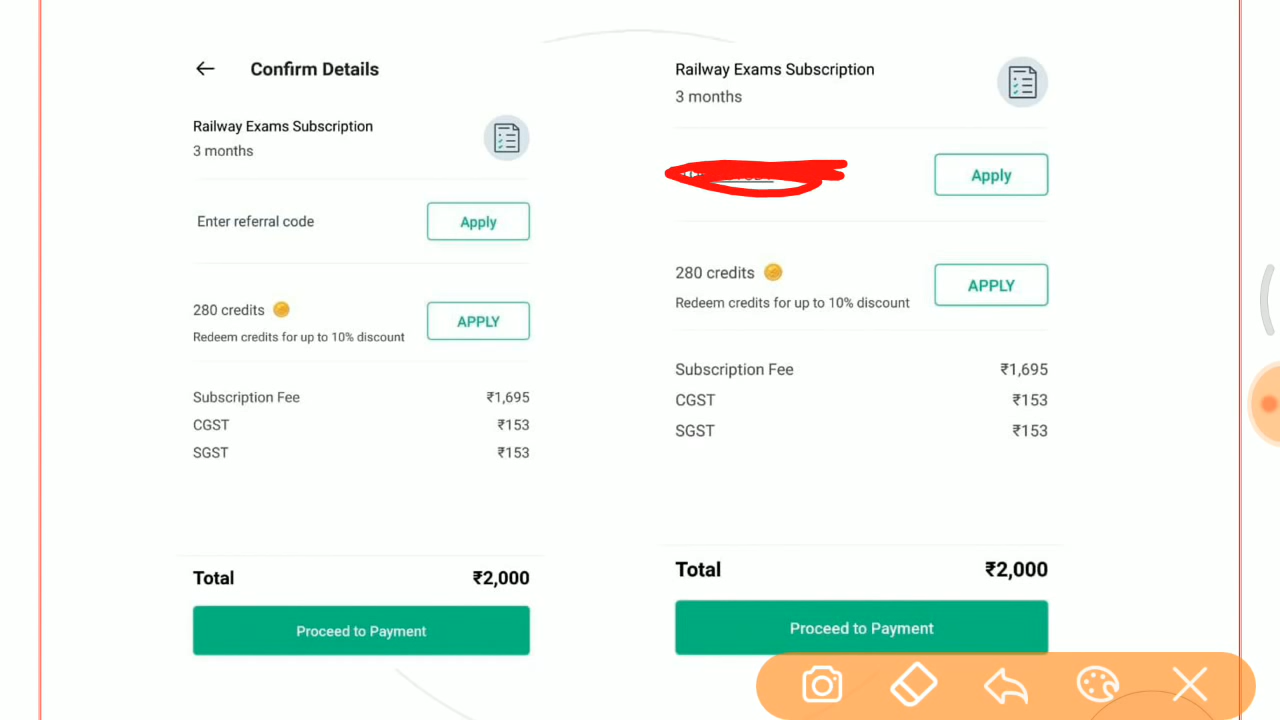 Confirm Details
Railway Exams Subscription
3 months
Enter referral code
Apply
280 credits
Redeem credits for up to 10% discount
APPLY
Subscription Fee ₹1,695
CGST ₹153
SGST ₹153
Total ₹2,000
Proceed to Payment
Railway Exams Subscription
3 months
Apply
280 credits
Redeem credits for up to 10% discount
APPLY
Subscription Fee ₹1,695
CGST ₹153
SGST ₹153
Total ₹2,000
Proceed to Payment